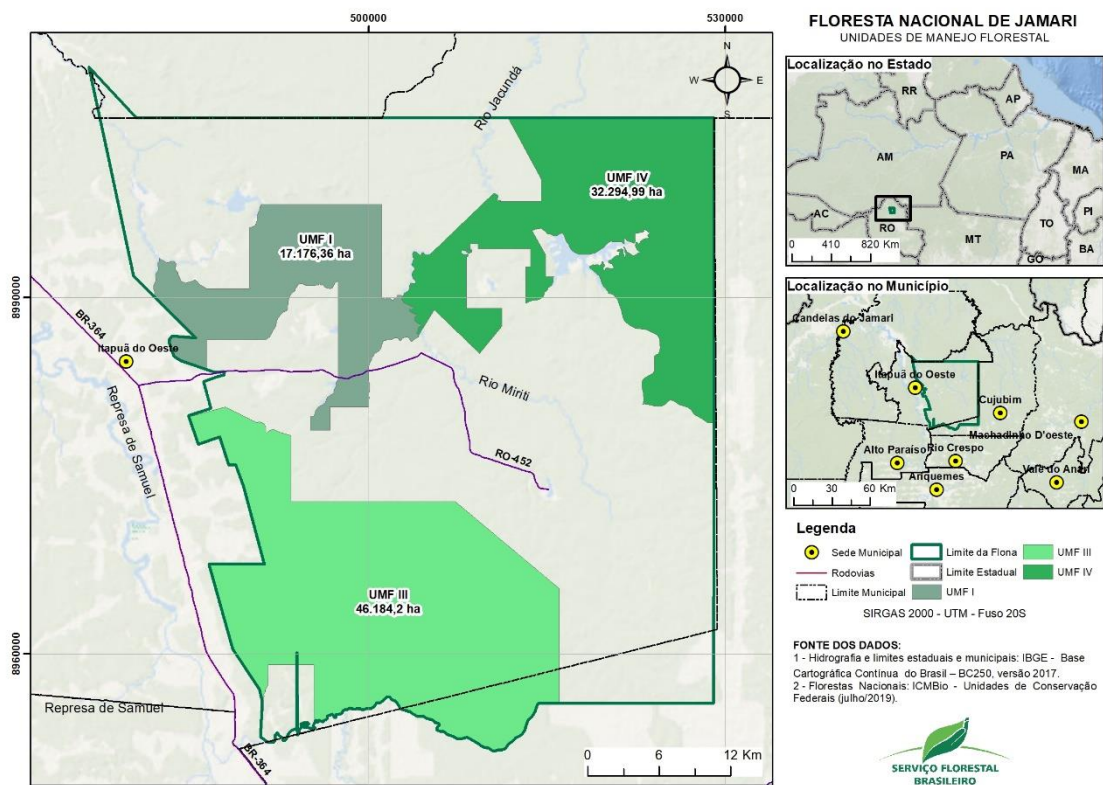 500000
530000
8990000
8960000
N
W
E
S
Rio Jacundá
UMF IV
32.294,99 ha
UMF I
17.176,36 ha
BR-364
Itapuã do Oeste
Represa de Samuel
Rio Miriti
RO-452
UMF III
46.184,2 ha
Represa de Samuel
BR-364
0 6 12 Km
FLORESTA NACIONAL DE JAMARI
UNIDADES DE MANEJO FLORESTAL
Localização no Estado
RR
AP
AM
PA
MA
AC
PI
TO
RO
MT
BA
GO
0 410 820 Km
Localização no Município
Candeias do Jamari
Itapuã do Oeste
Cujubim
Machadinho D'oeste
Alto Paraíso
Rio Crespo
Vale do Anari
Ariquemes
0 30 60 Km
Legenda
Sede Municipal
Limite da Flona
UMF III
Rodovias
Limite Estadual
UMF IV
Limite Municipal
UMF I
SIRGAS 2000 - UTM - Fuso 20S
FONTE DOS DADOS:
1 - Hidrografia e limites estaduais e municipais: IBGE - Base
Cartográfica Contínua do Brasil – BC250, versão 2017.
2 - Florestas Nacionais: ICMBio - Unidades de Conservação
Federais (julho/2019).
SERVIÇO FLORESTAL
BRASILEIRO